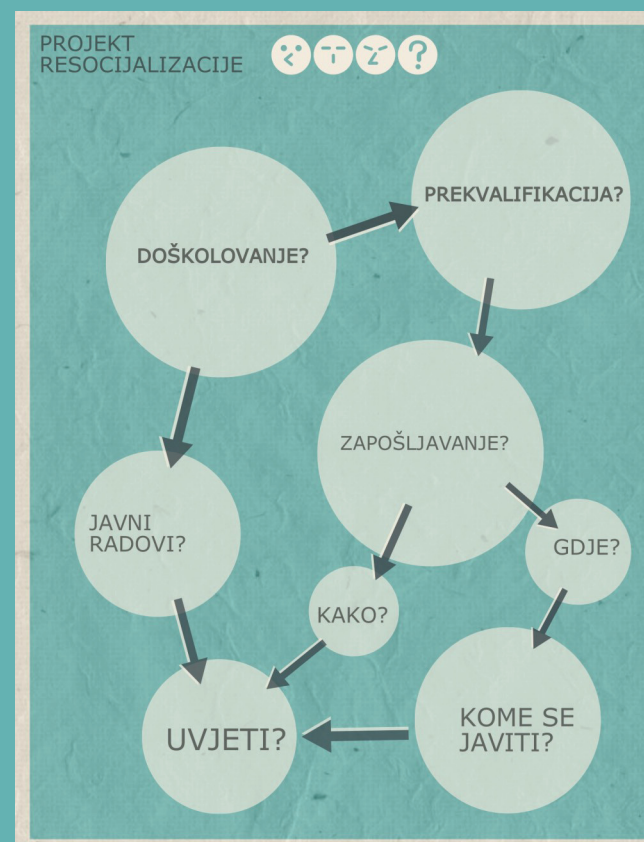 PROJEKT
RESOCIJALIZACIJE
?
PREKVALIFIKACIJA?
DOŠKOLOVANJE?
ZAPOŠLJAVANJE?
JAVNI
RADOVI?
GDJE?
KAKO?
UVJETI?
KOME SE
JAVITI?